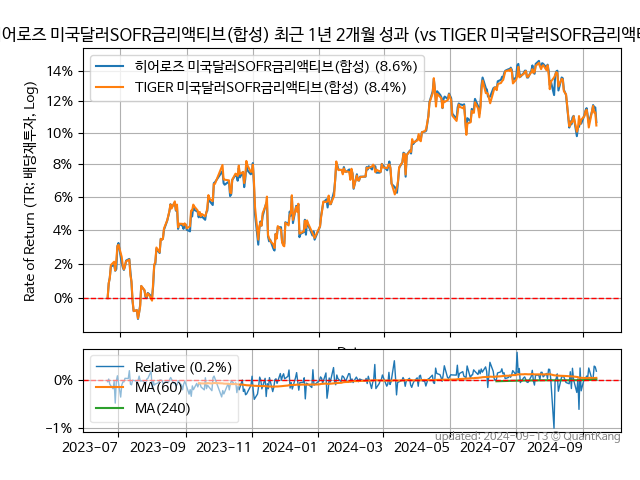 어로즈 미국달러SOFR금리액티브(합성) 최근 1년 2개월 성과 (vs TIGER 미국달러SOFR금리액티
히어로즈 미국달러SOFR금리액티브(합성) (8.6%)
TIGER 미국달러SOFR금리액티브(합성) (8.4%)
Rate of Return (TR: 배당재투자, Log)
14%
12%
10%
8%
6%
4%
2%
0%
Relative (0.2%)
MA(60)
MA(240)
0%
−1%
updated: 2024-09-13 © QuantKang
2023-07 2023-09 2023-11 2024-01 2024-03 2024-05 2024-07 2024-09